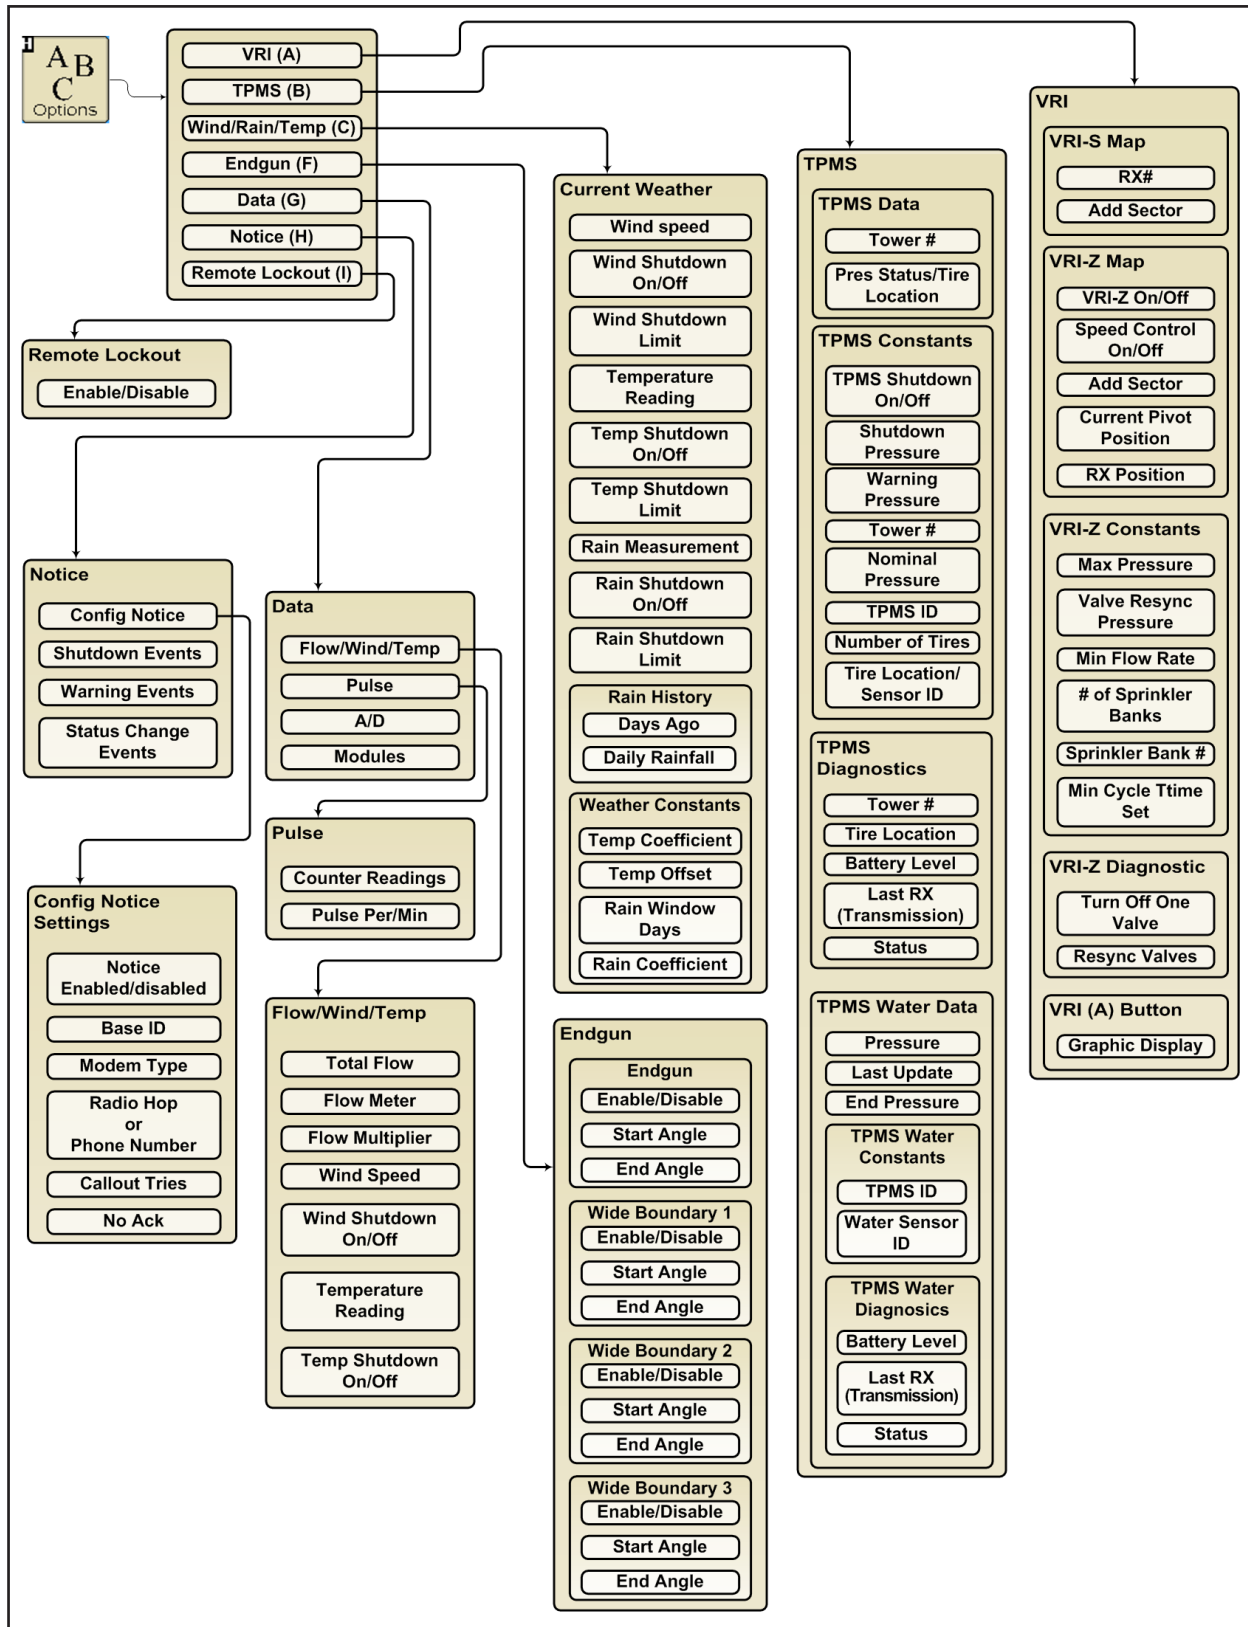 H
A
B
C
Options
VRI (A)
TPMS (B)
Wind/Rain/Temp (C)
Endgun (F)
Data (G)
Notice (H)
Remote Lockout (I)
Remote Lockout
Enable/Disable
Notice
Config Notice
Shutdown Events
Warning Events
Status Change
Events
Config Notice
Settings
Notice
Enabled/disabled
Base ID
Modem Type
Radio Hop
or
Phone Number
Callout Tries
No Ack
Data
Flow/Wind/Temp
Pulse
A/D
Modules
Pulse
Counter Readings
Pulse Per/Min
Flow/Wind/Temp
Total Flow
Flow Meter
Flow Multiplier
Wind Speed
Wind Shutdown
On/Off
Temperature
Reading
Temp Shutdown
On/Off
Current Weather
Wind speed
Wind Shutdown
On/Off
Wind Shutdown
Limit
Temperature
Reading
Temp Shutdown
On/Off
Temp Shutdown
Limit
Rain Measurement
Rain Shutdown
On/Off
Rain Shutdown
Limit
Rain History
Days Ago
Daily Rainfall
Weather Constants
Temp Coefficient
Temp Offset
Rain Window
Days
Rain Coefficient
Endgun
Endgun
Enable/Disable
Start Angle
End Angle
Wide Boundary 1
Enable/Disable
Start Angle
End Angle
Wide Boundary 2
Enable/Disable
Start Angle
End Angle
Wide Boundary 3
Enable/Disable
Start Angle
End Angle
TPMS
TPMS Data
Tower #
Pres Status/Tire
Location
TPMS Constants
TPMS Shutdown
On/Off
Shutdown
Pressure
Warning
Pressure
Tower #
Nominal
Pressure
TPMS ID
Number of Tires
Tire Location/
Sensor ID
TPMS
Diagnostics
Tower #
Tire Location
Battery Level
Last RX
(Transmission)
Status
TPMS Water Data
Pressure
Last Update
End Pressure
TPMS Water
Constants
TPMS ID
Water Sensor
ID
TPMS Water
Diagnosics
Battery Level
Last RX
(Transmission)
Status
VRI
VRI-S Map
RX#
Add Sector
VRI-Z Map
VRI-Z On/Off
Speed Control
On/Off
Add Sector
Current Pivot
Position
RX Position
VRI-Z Constants
Max Pressure
Valve Resync
Pressure
Min Flow Rate
# of Sprinkler
Banks
Sprinkler Bank #
Min Cycle Ttime
Set
VRI-Z Diagnostic
Turn Off One
Valve
Resync Valves
VRI (A) Button
Graphic Display